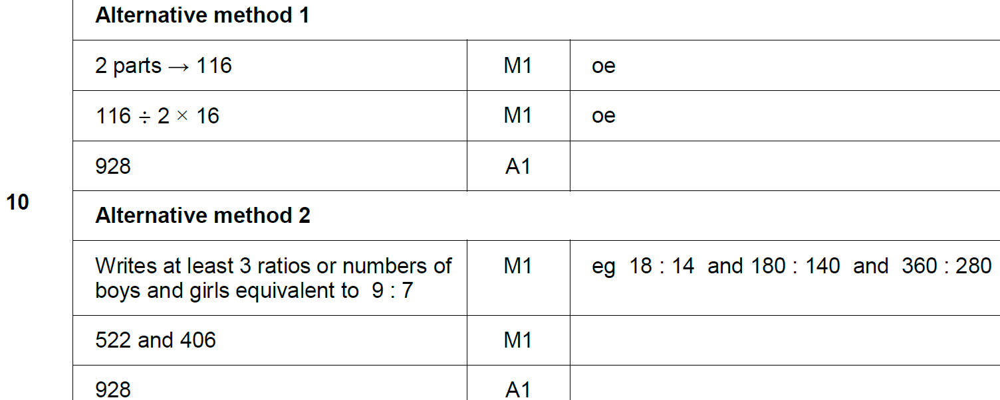 Alternative method 1
2 parts → 116 M1 oe
116 ÷ 2 × 16 M1 oe
928 A1
10
Alternative method 2
Writes at least 3 ratios or numbers of M1 eg 18 : 14 and 180 : 140 and 360 : 280
boys and girls equivalent to 9 : 7
522 and 406 M1
928 A1